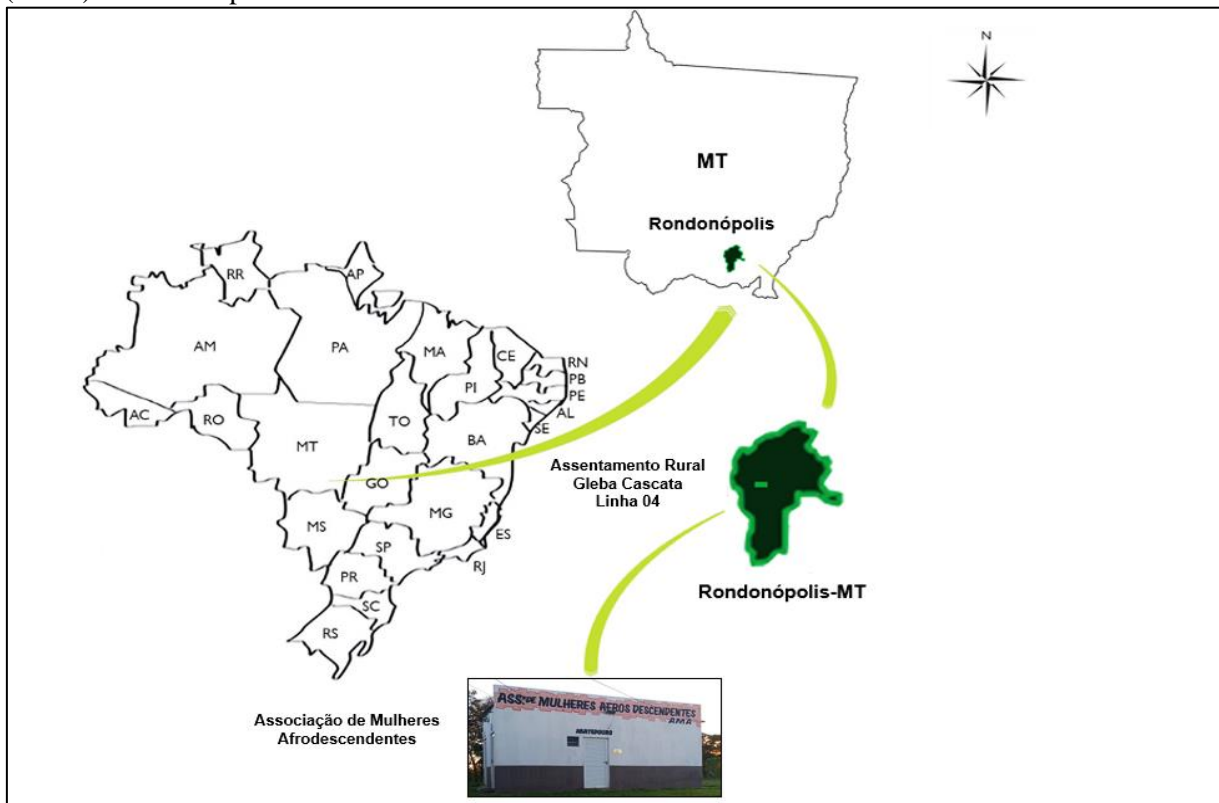 N
MT
Rondonópolis
RR
AP
AM
PA
MA
CE
RN
PB
PE
AL
SE
PI
AC
RO
TO
BA
MT
GO
MG
ES
MS
SP
RJ
PR
SC
RS
Assentamento Rural
Gleba Cascata
Linha 04
Rondonópolis-MT
Associação de Mulheres
Afrodescendentes
DE MULHERES AFROS DESCENDENTES
AMA